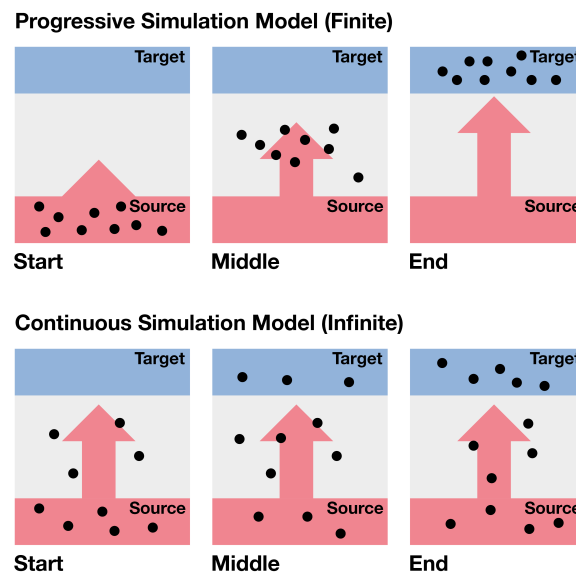 Progressive Simulation Model (Finite)
Target Target Target
Source Source Source
Start Middle End
Continuous Simulation Model (Infinite)
Target Target Target
Source Source Source
Start Middle End